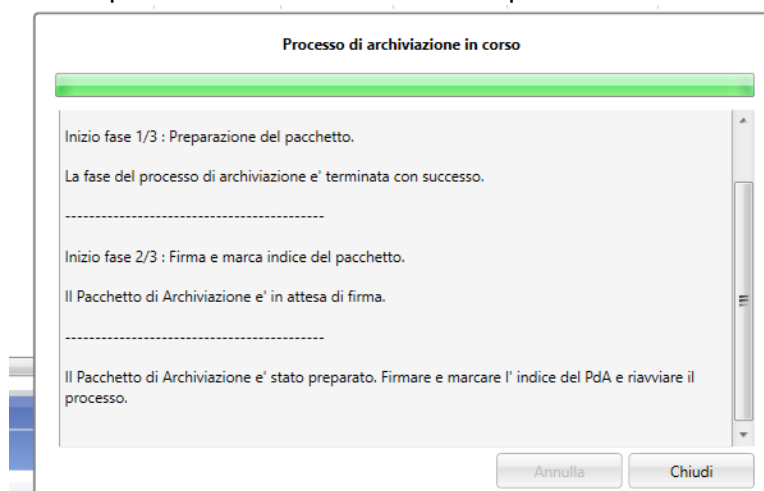 Processo di archiviazione in corso
Inizio fase 1/3 : Preparazione del pacchetto.
La fase del processo di archiviazione e' terminata con successo.
--------------------------------------------
Inizio fase 2/3 : Firma e marca indice del pacchetto.
Il Pacchetto di Archiviazione e' in attesa di firma.
--------------------------------------------
Il Pacchetto di Archiviazione e' stato preparato. Firmare e marcare l' indice del PdA e riavviare il
processo.
Annulla
Chiudi